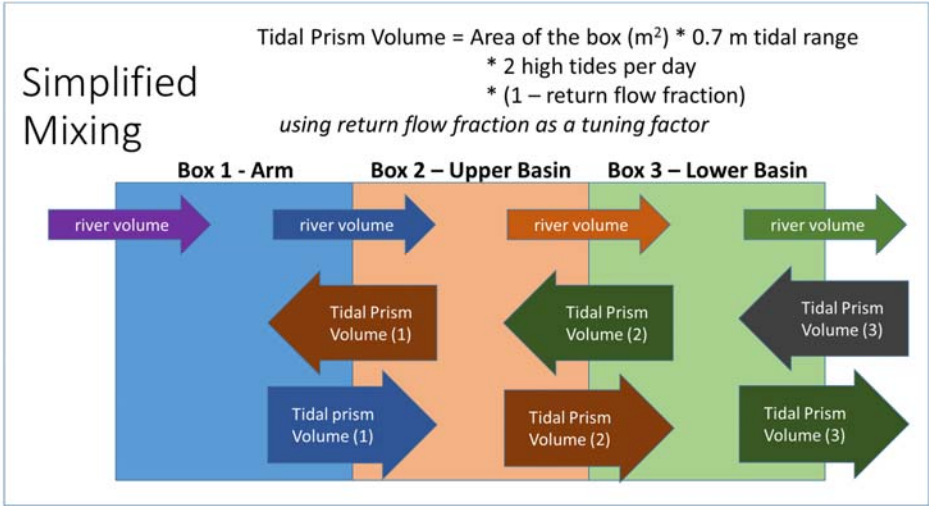 Simplified
Mixing
Tidal Prism Volume = Area of the box (m²) * 0.7 m tidal range
* 2 high tides per day
* (1 – return flow fraction)
using return flow fraction as a tuning factor
Box 1 - Arm
Box 2 – Upper Basin
Box 3 – Lower Basin
river volume
river volume
river volume
river volume
Tidal Prism
Volume (1)
Tidal Prism
Volume (2)
Tidal Prism
Volume (3)
Tidal prism
Volume (1)
Tidal Prism
Volume (2)
Tidal Prism
Volume (3)